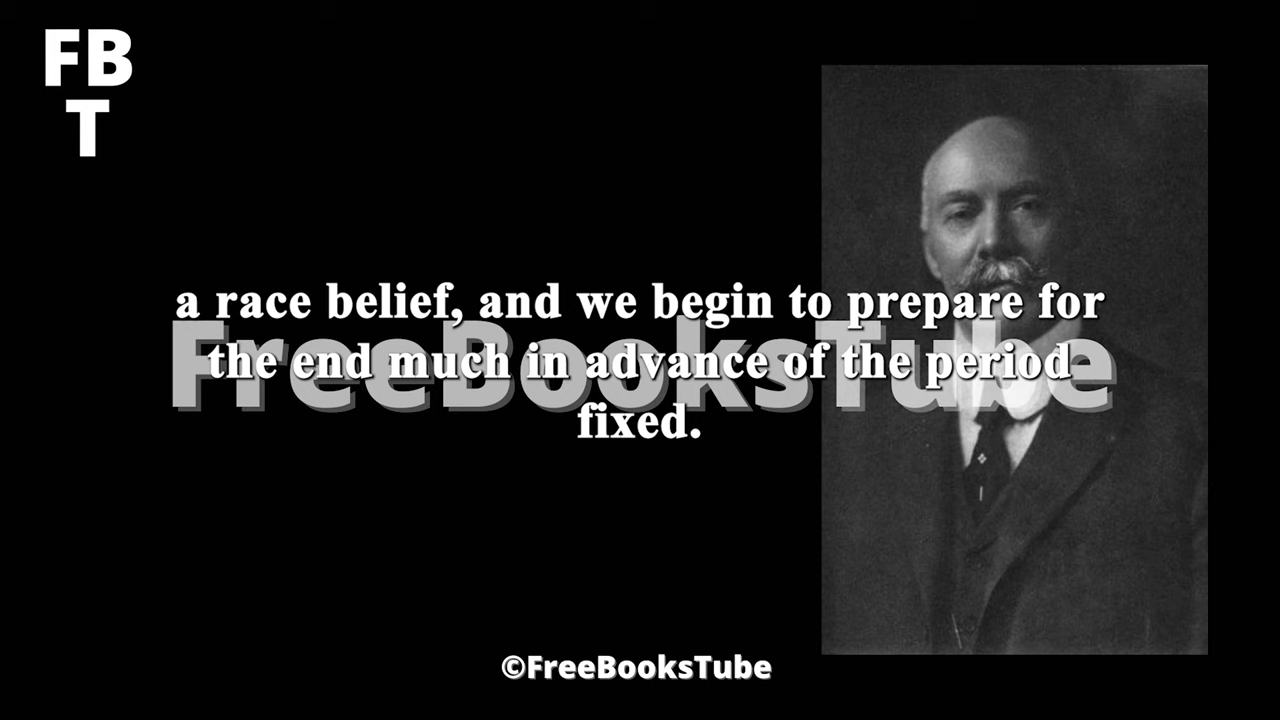 FB
T
a race belief, and we begin to prepare for
FreeBooksTube
the end much in advance of the period
fixed.
©FreeBooksTube